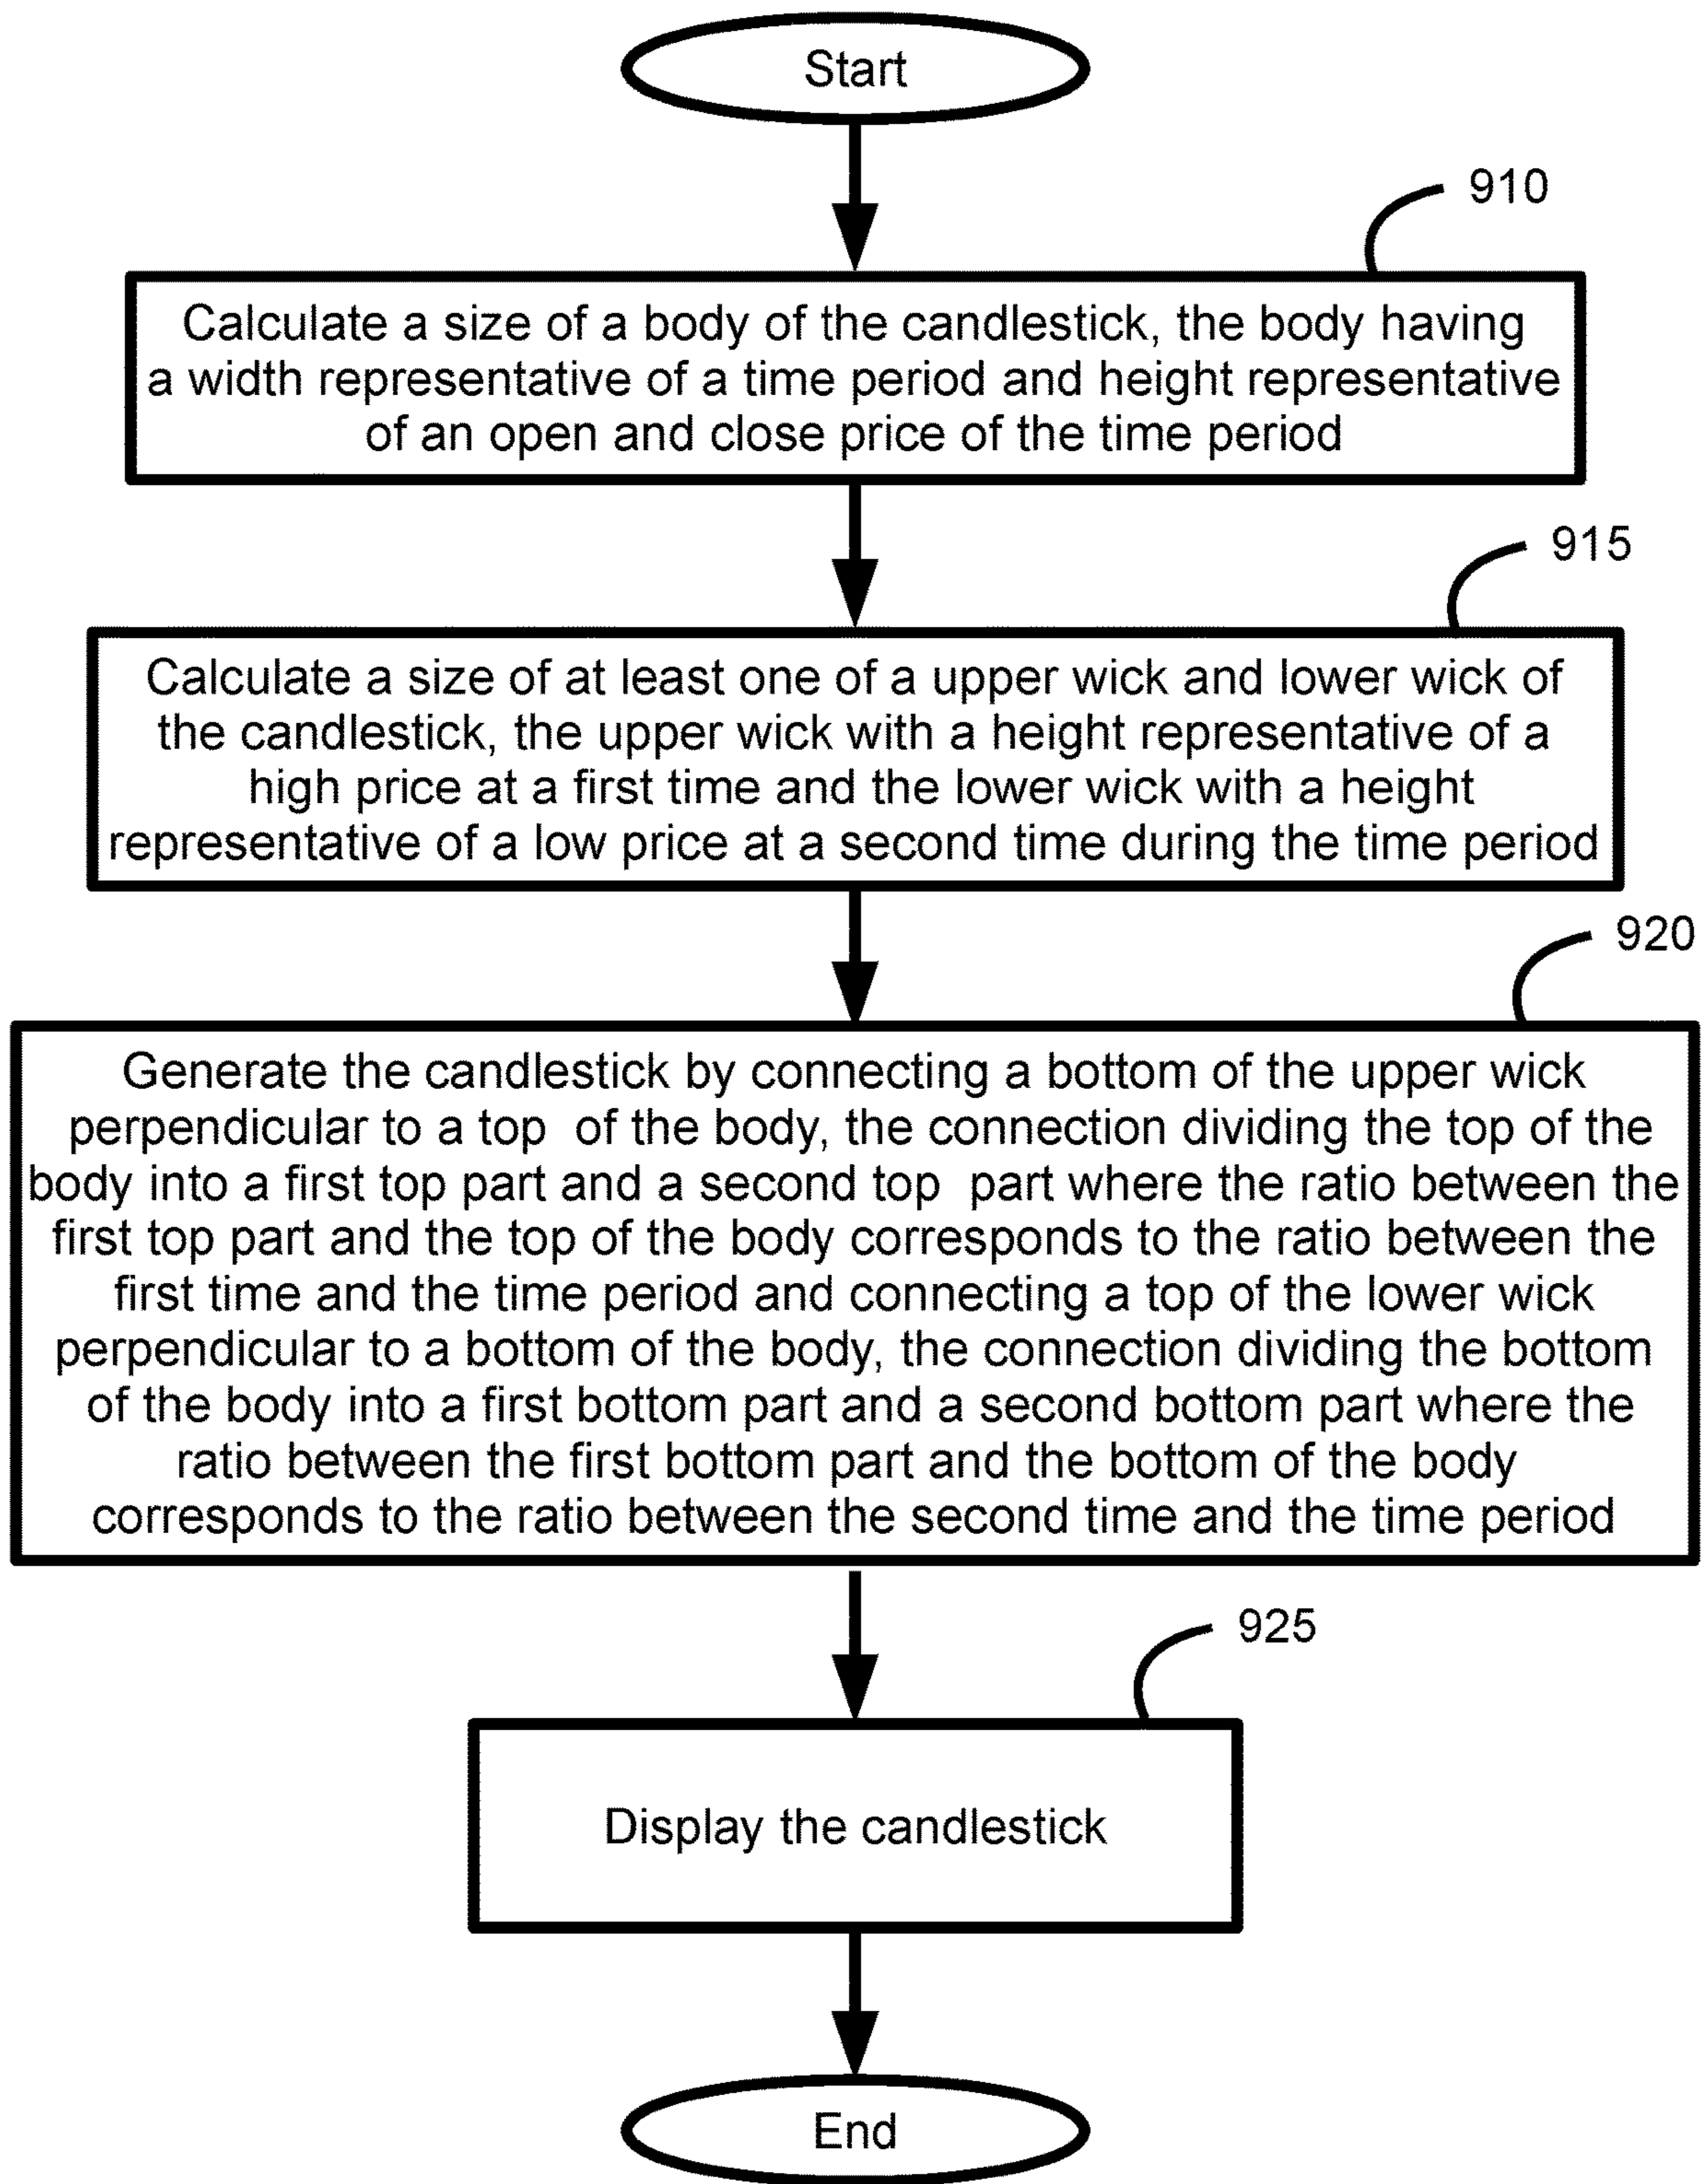 Start
910
Calculate a size of a body of the candlestick, the body having
a width representative of a time period and height representative
of an open and close price of the time period
915
Calculate a size of at least one of a upper wick and lower wick of
the candlestick, the upper wick with a height representative of a
high price at a first time and the lower wick with a height
representative of a low price at a second time during the time period
920
Generate the candlestick by connecting a bottom of the upper wick
perpendicular to a top of the body, the connection dividing the top of the
body into a first top part and a second top part where the ratio between the
first top part and the top of the body corresponds to the ratio between the
first time and the time period and connecting a top of the lower wick
perpendicular to a bottom of the body, the connection dividing the bottom
of the body into a first bottom part and a second bottom part where the
ratio between the first bottom part and the bottom of the body
corresponds to the ratio between the second time and the time period
925
Display the candlestick
End